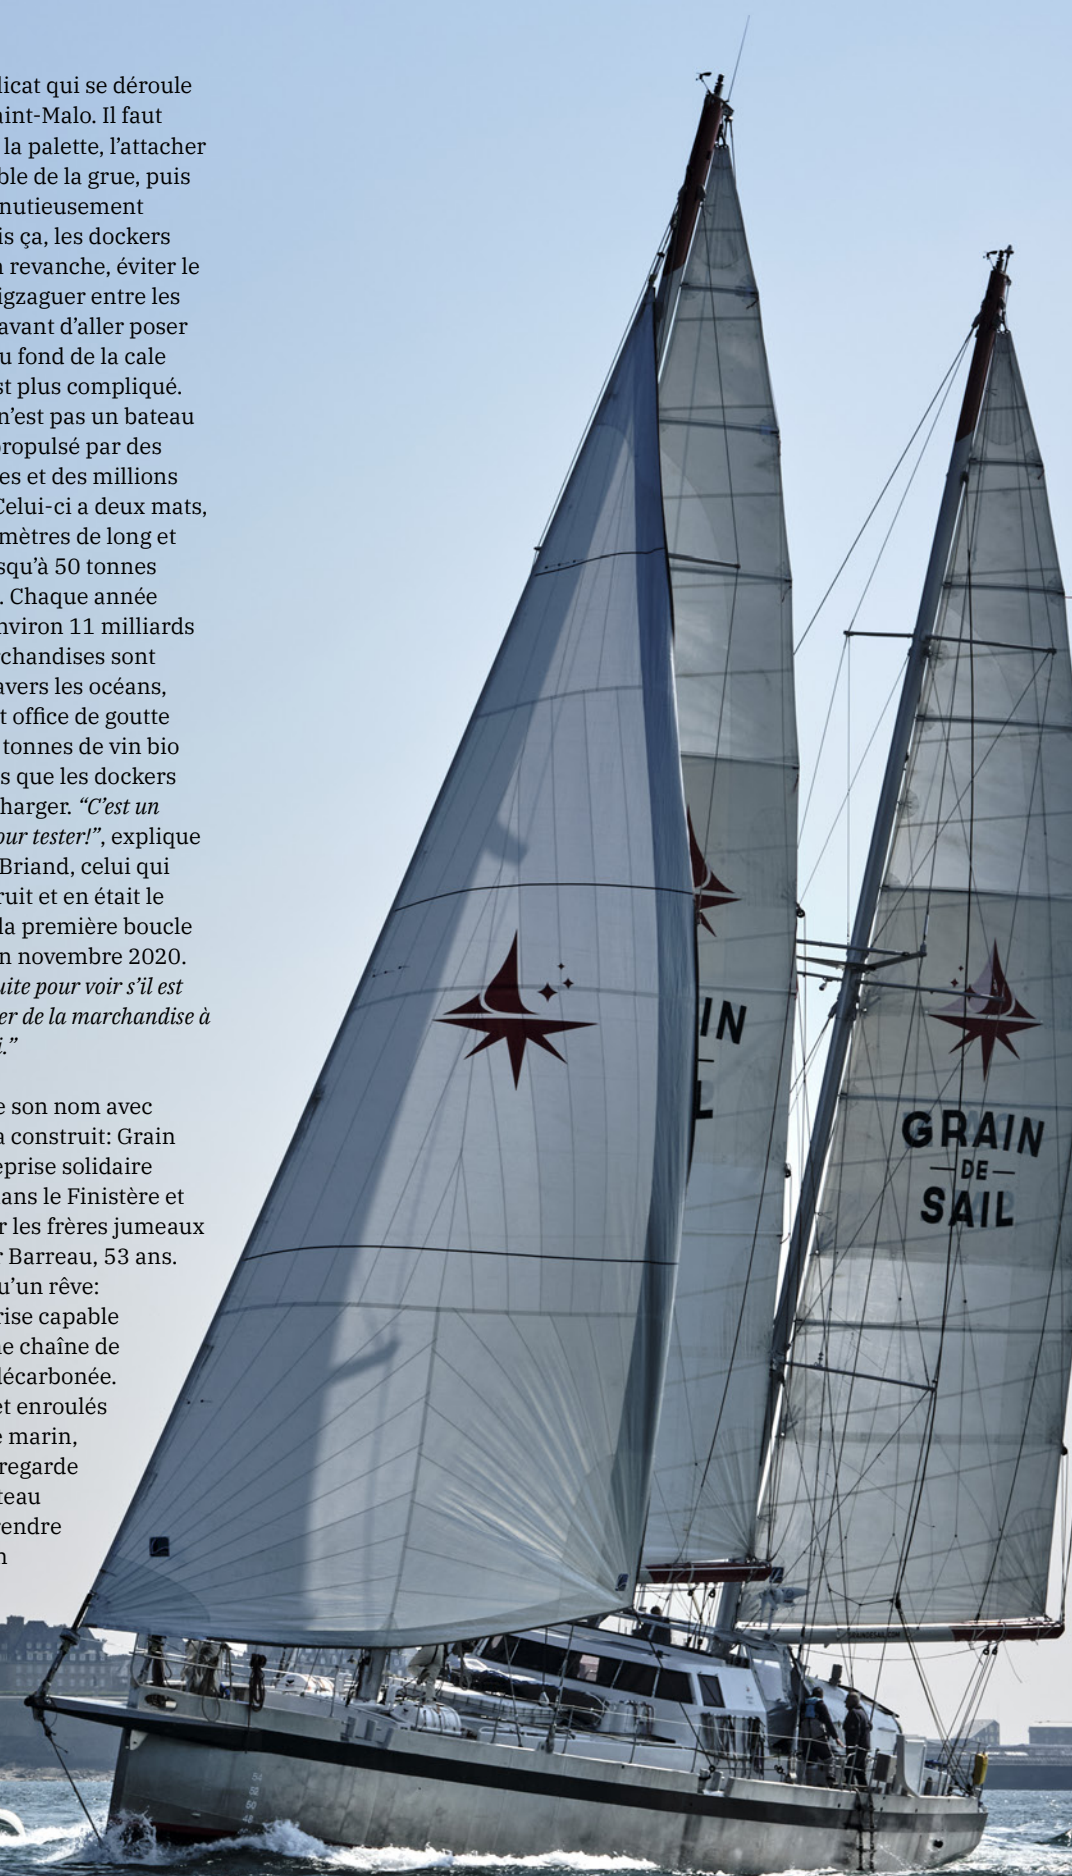 licat qui se déroule
aint-Malo. Il faut
la palette, l’attacher
ble de la grue, puis
nutieusement
is ça, les dockers
n revanche, éviter le
igzaguer entre les
avant d’aller poser
u fond de la cale
st plus compliqué.
n’est pas un bateau
propulsé par des
es et des millions
Celui-ci a deux mats,
mètres de long et
squ’à 50 tonnes
. Chaque année
nviron 11 milliards
rchandises sont
avers les océans,
t office de goutte
tonnes de vin bio
s que les dockers
harger. “C’est un
our tester!”, explique
Briand, celui qui
ruit et en était le
la première boucle
n novembre 2020.
uite pour voir s’il est
er de la marchandise à
i.”
e son nom avec
a construit: Grain
eprise solidaire
ans le Finistère et
r les frères jumeaux
r Barreau, 53 ans.
u’un rêve:
rise capable
ne chaîne de
décarbonée.
et enroulés
e marin,
regarde
teau
rendre
n
IN
L
GRAIN
DE
SAIL